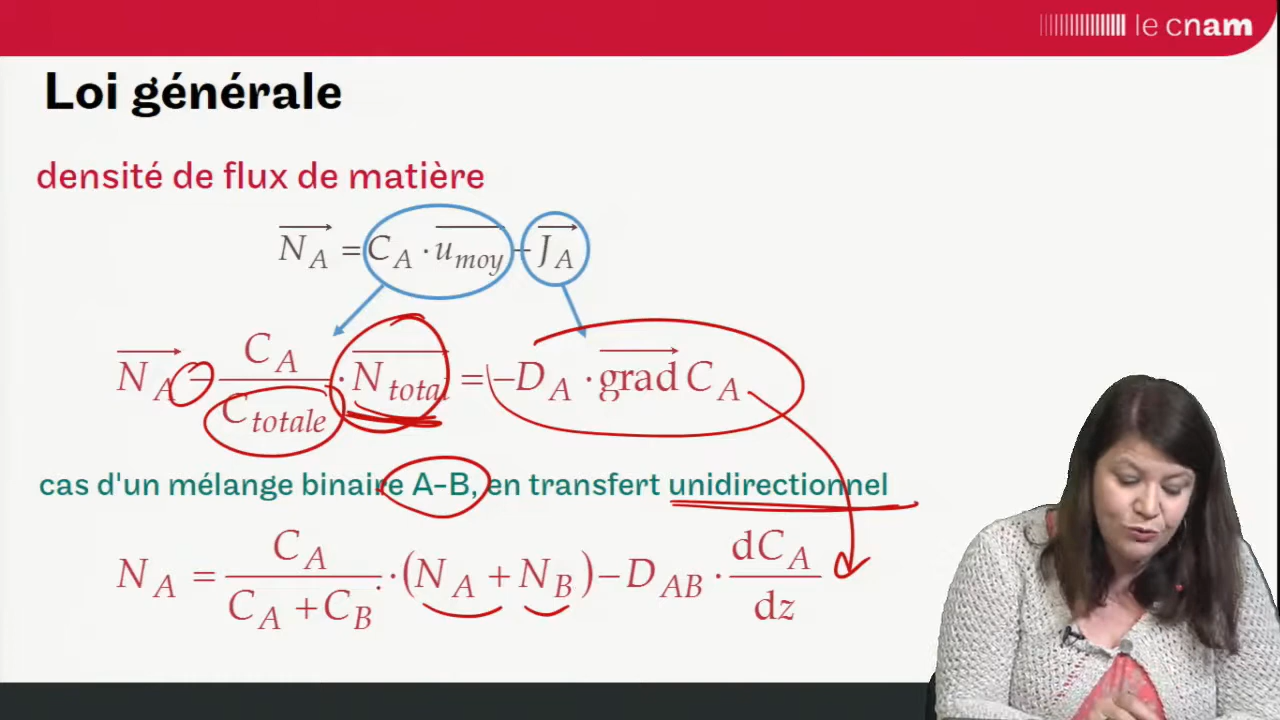 le cnam
Loi générale
densité de flux de matière
N_A = C_A · u_moy − J_A
N_A − C_A / C_totale · N_total = −D_A · grad C_A
cas d'un mélange binaire A-B, en transfert unidirectionnel
N_A = C_A / (C_A + C_B) · (N_A + N_B) − D_AB · dC_A / dz